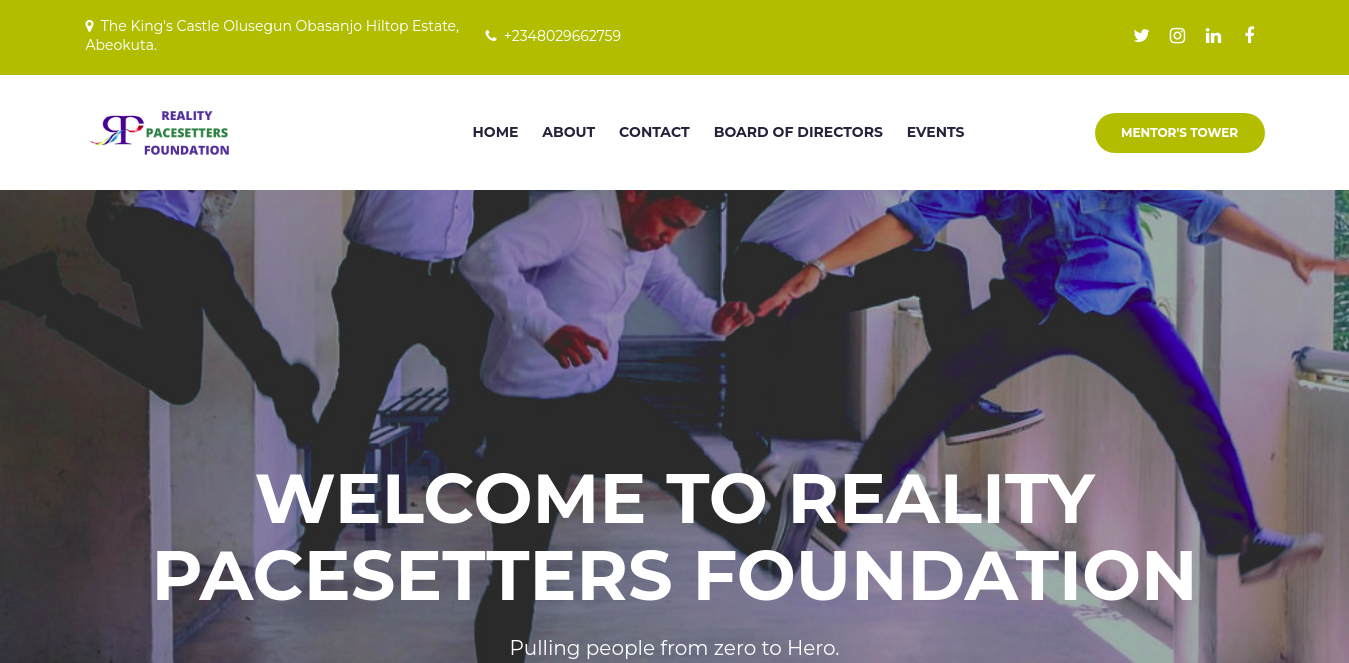 The King's Castle Olusegun Obasanjo Hiltop Estate,
Abeokuta.
+2348029662759
REALITY
PACESETTERS
FOUNDATION
HOME ABOUT CONTACT BOARD OF DIRECTORS EVENTS
MENTOR'S TOWER
WELCOME TO REALITY
PACESETTERS FOUNDATION
Pulling people from zero to Hero.